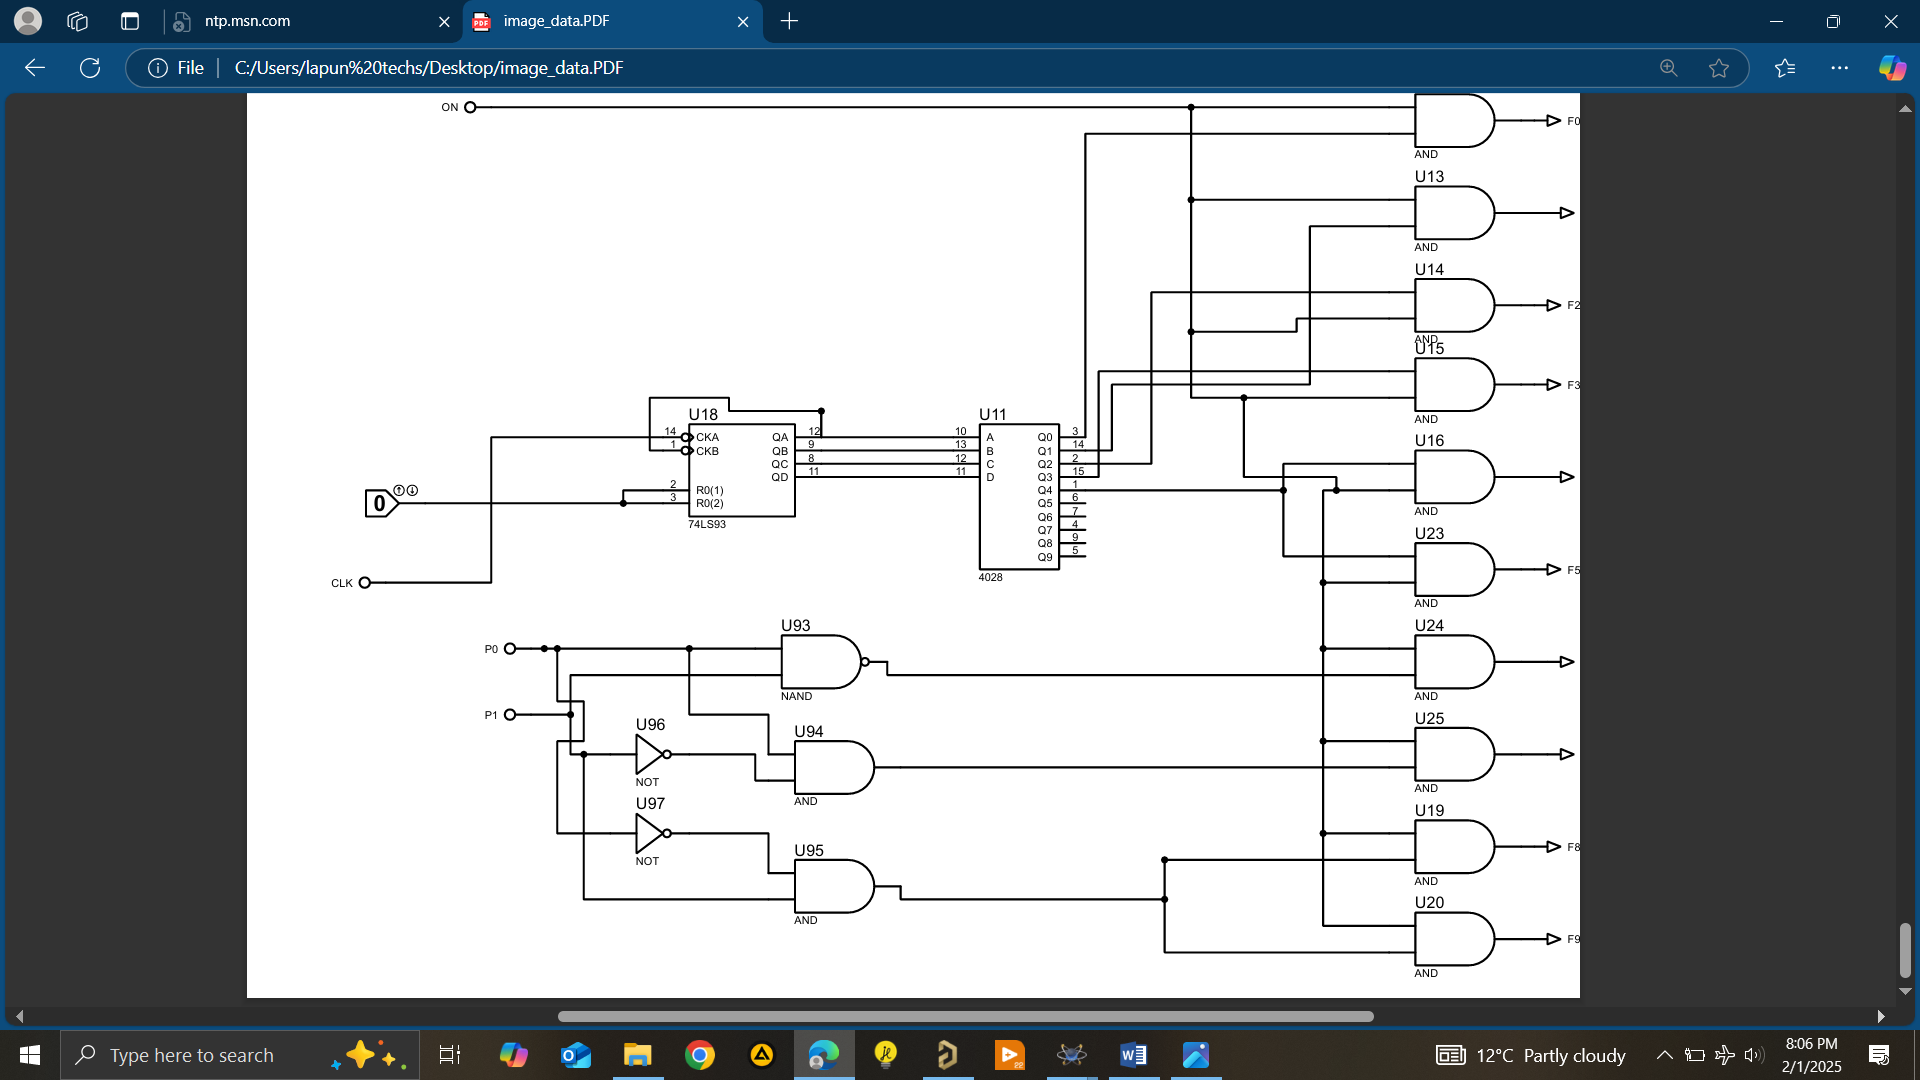 ntp.msn.com
image_data.PDF
File
C:/Users/lapun%20techs/Desktop/image_data.PDF
ON
F0
AND
U13
AND
U14
F2
AND
U15
F3
AND
U16
AND
U23
F5
AND
U24
AND
U25
AND
U19
F8
AND
U20
F9
AND
U18
14 CKA QA 12
1 CKB QB 9
QC 8
QD 11
2 R0(1)
3 R0(2)
74LS93
0
CLK
U11
10 A Q0 3
13 B Q1 14
12 C Q2 2
11 D Q3 15
Q4 1
Q5 6
Q6 7
Q7 4
Q8 9
Q9 5
4028
P0
P1
U93
NAND
U96
NOT
U94
AND
U97
NOT
U95
AND
Type here to search
12°C Partly cloudy
8:06 PM
2/1/2025